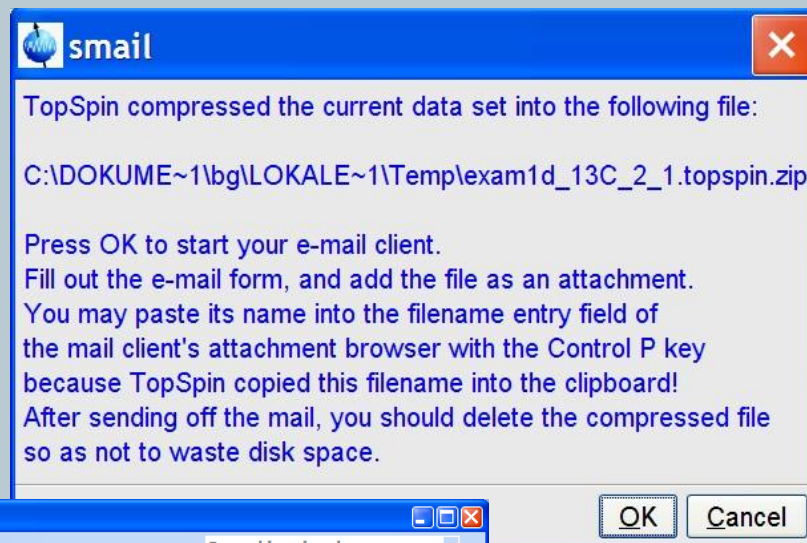 smail
TopSpin compressed the current data set into the following file:
C:\DOKUME~1\bg\LOKALE~1\Temp\exam1d_13C_2_1.topspin.zip
Press OK to start your e-mail client.
Fill out the e-mail form, and add the file as an attachment.
You may paste its name into the filename entry field of
the mail client's attachment browser with the Control P key
because TopSpin copied this filename into the clipboard!
After sending off the mail, you should delete the compressed file
so as not to waste disk space.
OK Cancel